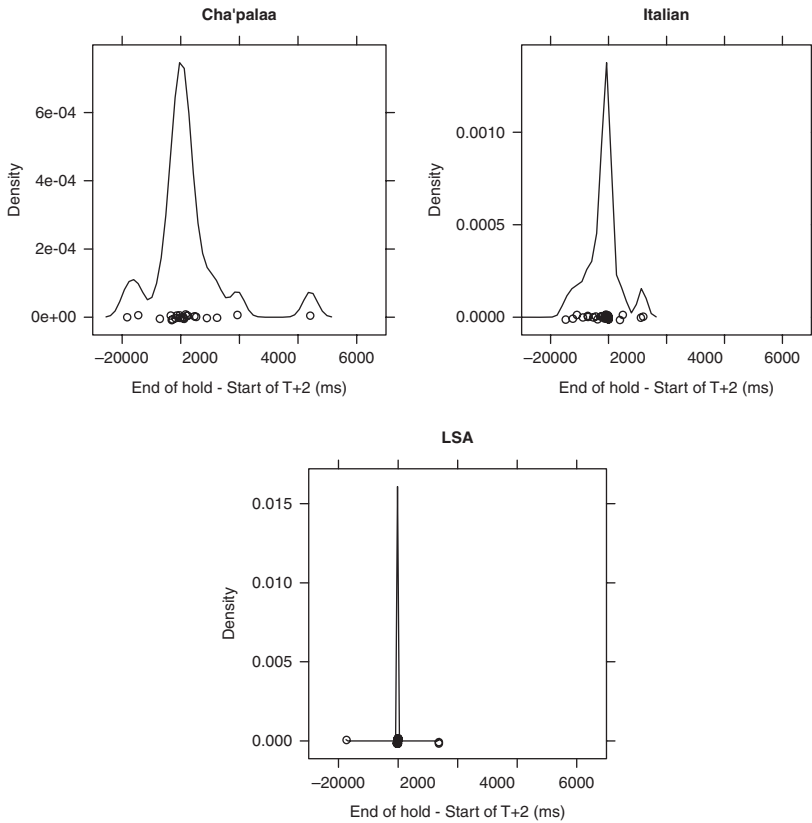 Cha'palaa
6e-04
4e-04
2e-04
0e+00
Density
−20000 2000 6000
End of hold - Start of T+2 (ms)
Italian
0.0010
0.0005
0.0000
Density
−20000 2000 6000
End of hold - Start of T+2 (ms)
LSA
0.015
0.010
0.005
0.000
Density
−20000 2000 6000
End of hold - Start of T+2 (ms)